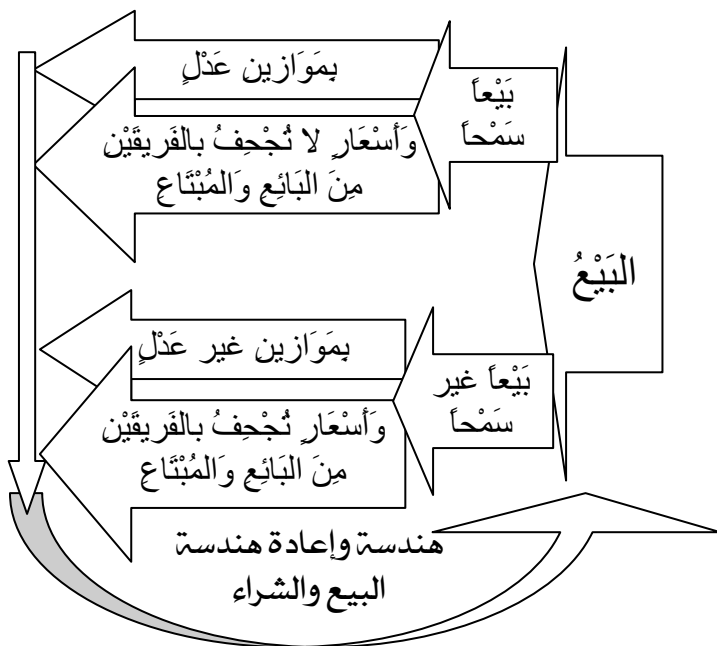 البَيْعُ
بَيْعاً
سَمْحاً
بِمَوَازِينِ عَدْلٍ
وَأَسْعَارٍ لا تُجْحِفُ بالفَرِيقَيْنِ
مِنَ البَائِعِ وَالمُبْتَاعِ
بَيْعاً غير
سَمْحاً
بِمَوَازِين غير عَدْلٍ
وَأَسْعَارٍ تُجْحِفُ بالفَرِيقَيْنِ
مِنَ البَائِعِ وَالمُبْتَاعِ
هندسة وإعادة هندسة
البيع والشراء